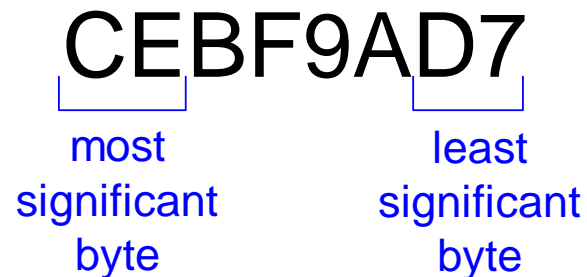 CEBF9AD7
most
significant
byte
least
significant
byte